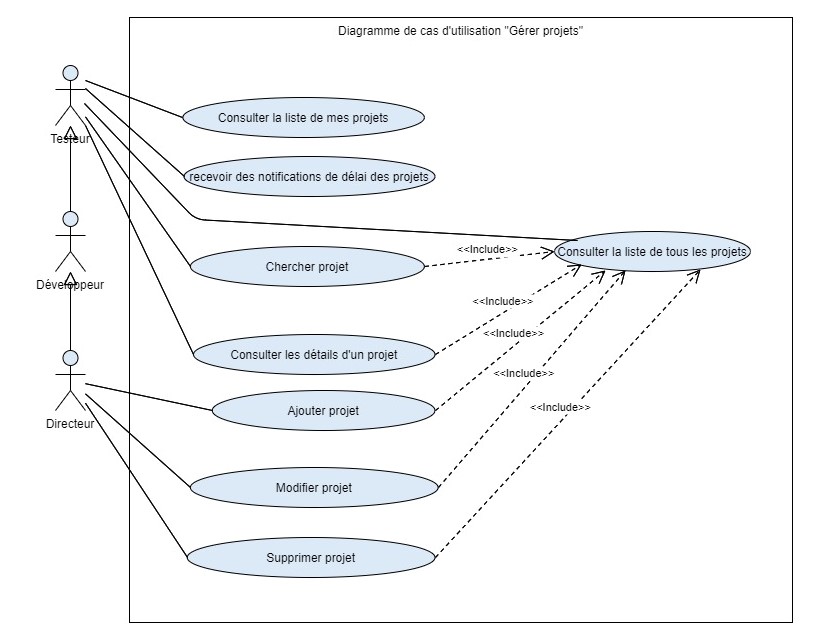 Diagramme de cas d'utilisation "Gérer projets"
Testeur
Consulter la liste de mes projets
recevoir des notifications de délai des projets
Développeur
Consulter la liste de tous les projets
<<Include>>
Chercher projet
<<Include>>
<<Include>>
Consulter les détails d'un projet
<<Include>>
Directeur
Ajouter projet
<<Include>>
Modifier projet
Supprimer projet